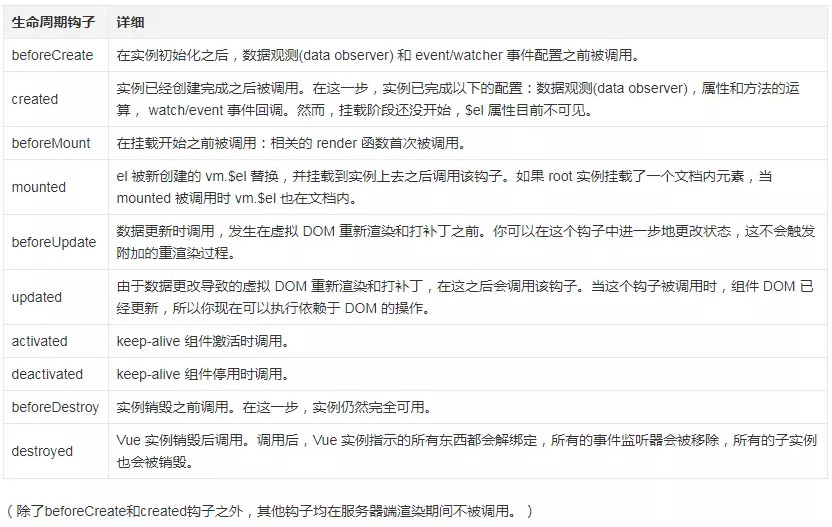 生命周期钩子 详细
beforeCreate 在实例初始化之后，数据观测(data observer) 和 event/watcher 事件配置之前被调用。
created 实例已经创建完成之后被调用。在这一步，实例已完成以下的配置：数据观测(data observer)，属性和方法的运
算， watch/event 事件回调。然而，挂载阶段还没开始，$el 属性目前不可见。
beforeMount 在挂载开始之前被调用：相关的 render 函数首次被调用。
mounted el 被新创建的 vm.$el 替换，并挂载到实例上去之后调用该钩子。如果 root 实例挂载了一个文档内元素，当
mounted 被调用时 vm.$el 也在文档内。
beforeUpdate 数据更新时调用，发生在虚拟 DOM 重新渲染和打补丁之前。你可以在这个钩子中进一步地更改状态，这不会触发
附加的重渲染过程。
updated 由于数据更改导致的虚拟 DOM 重新渲染和打补丁，在这之后会调用该钩子。当这个钩子被调用时，组件 DOM 已
经更新，所以你现在可以执行依赖于 DOM 的操作。
activated keep-alive 组件激活时调用。
deactivated keep-alive 组件停用时调用。
beforeDestroy 实例销毁之前调用。在这一步，实例仍然完全可用。
destroyed Vue 实例销毁后调用。调用后，Vue 实例指示的所有东西都会解绑定，所有的事件监听器会被移除，所有的子实例
也会被销毁。
（除了beforeCreate和created钩子之外，其他钩子均在服务器端渲染期间不被调用。）